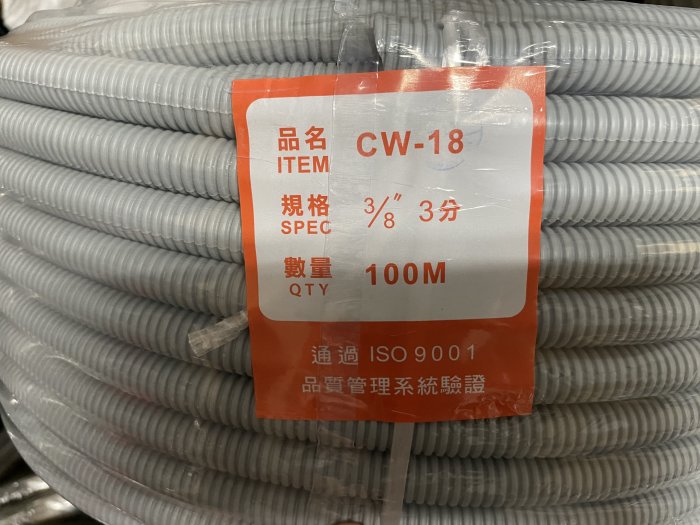 品名 CW-18
ITEM
規格 3/8" 3分
SPEC
數量 100M
QTY
通過 ISO 9001
品質管理系統驗證